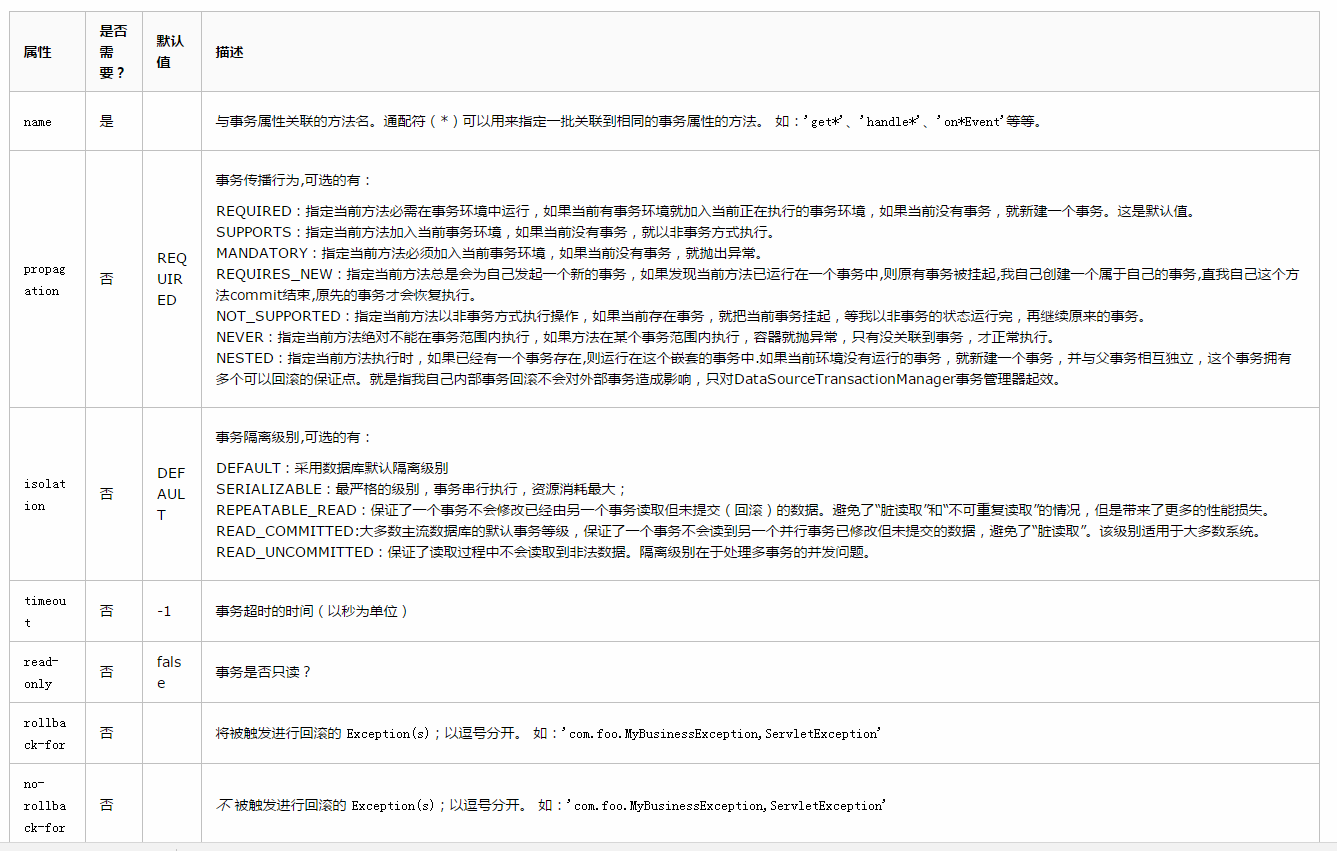 属性
是否
需
要？
默认
值
描述
name
是
与事务属性关联的方法名。通配符（*）可以用来指定一批关联到相同的事务属性的方法。 如：'get*'、'handle*'、'on*Event'等等。
propag
ation
否
REQ
UIR
ED
事务传播行为,可选的有：
REQUIRED：指定当前方法必需在事务环境中运行，如果当前有事务环境就加入当前正在执行的事务环境，如果当前没有事务，就新建一个事务。这是默认值。
SUPPORTS：指定当前方法加入当前事务环境，如果当前没有事务，就以非事务方式执行。
MANDATORY：指定当前方法必须加入当前事务环境，如果当前没有事务，就抛出异常。
REQUIRES_NEW：指定当前方法总是会为自己发起一个新的事务，如果发现当前方法已运行在一个事务中,则原有事务被挂起,我自己创建一个属于自己的事务,直我自己这个方
法commit结束,原先的事务才会恢复执行。
NOT_SUPPORTED：指定当前方法以非事务方式执行操作，如果当前存在事务，就把当前事务挂起，等我以非事务的状态运行完，再继续原来的事务。
NEVER：指定当前方法绝对不能在事务范围内执行，如果方法在某个事务范围内执行，容器就抛异常，只有没关联到事务，才正常执行。
NESTED：指定当前方法执行时，如果已经有一个事务存在,则运行在这个嵌套的事务中.如果当前环境没有运行的事务，就新建一个事务，并与父事务相互独立，这个事务拥有
多个可以回滚的保证点。就是指我自己内部事务回滚不会对外部事务造成影响，只对DataSourceTransactionManager事务管理器起效。
isolat
ion
否
DEF
AUL
T
事务隔离级别,可选的有：
DEFAULT：采用数据库默认隔离级别
SERIALIZABLE：最严格的级别，事务串行执行，资源消耗最大；
REPEATABLE_READ：保证了一个事务不会修改已经由另一个事务读取但未提交（回滚）的数据。避免了“脏读取”和“不可重复读取”的情况，但是带来了更多的性能损失。
READ_COMMITTED:大多数主流数据库的默认事务等级，保证了一个事务不会读到另一个并行事务已修改但未提交的数据，避免了“脏读取”。该级别适用于大多数系统。
READ_UNCOMMITTED：保证了读取过程中不会读取到非法数据。隔离级别在于处理多事务的并发问题。
timeou
t
否
-1
事务超时的时间（以秒为单位）
read-
only
否
fals
e
事务是否只读？
rollba
ck-for
否
将被触发进行回滚的 Exception(s)；以逗号分开。 如：'com.foo.MyBusinessException,ServletException'
no-
rollba
ck-for
否
不 被触发进行回滚的 Exception(s)；以逗号分开。 如：'com.foo.MyBusinessException,ServletException'